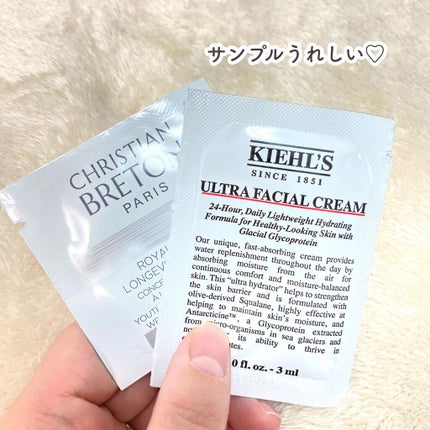 サンプルうれしい♡
CHRISTIAN
BRETON
PARIS
ROYAL
LONGEV
CONCE
YOUTH
KIEHL'S
SINCE 1851
ULTRA FACIAL CREAM
24-Hour, Daily Lightweight Hydrating
Formula for Healthy-Looking Skin with
Glacial Glycoprotein
Our unique, fast-absorbing cream provides
water replenishment throughout the day by
absorbing moisture from the air for
continuous comfort and moisture-balanced
skin. This "ultra hydrator" helps to strengthen
the skin barrier and is formulated with
olive-derived Squalane, highly effective at
helping to maintain skin's moisture, and
Antarcticine™, a Glycoprotein extracted
from micro-organisms in sea glaciers and
its ability to thrive in
0 fl. oz. - 3 ml